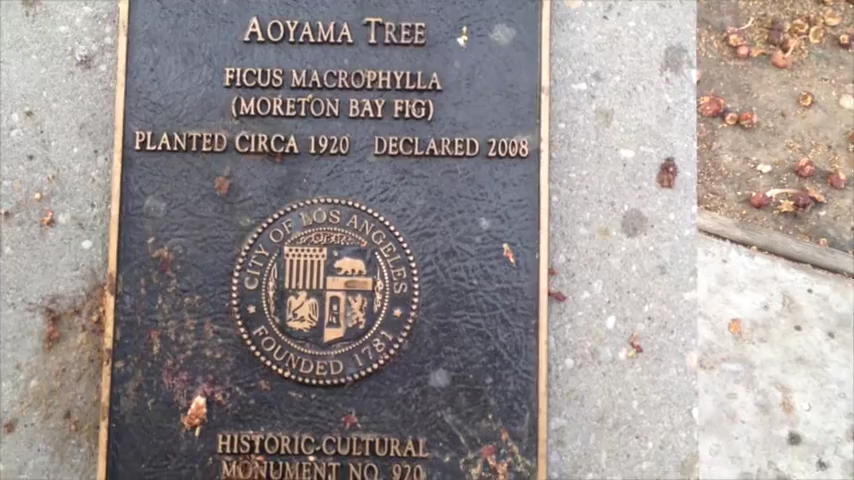 AOYAMA TREE
FICUS MACROPHYLLA
(MORETON BAY FIG)
PLANTED CIRCA 1920 DECLARED 2008
CITY OF LOS ANGELES
FOUNDED 1781
HISTORIC-CULTURAL
MONUMENT NO. 920